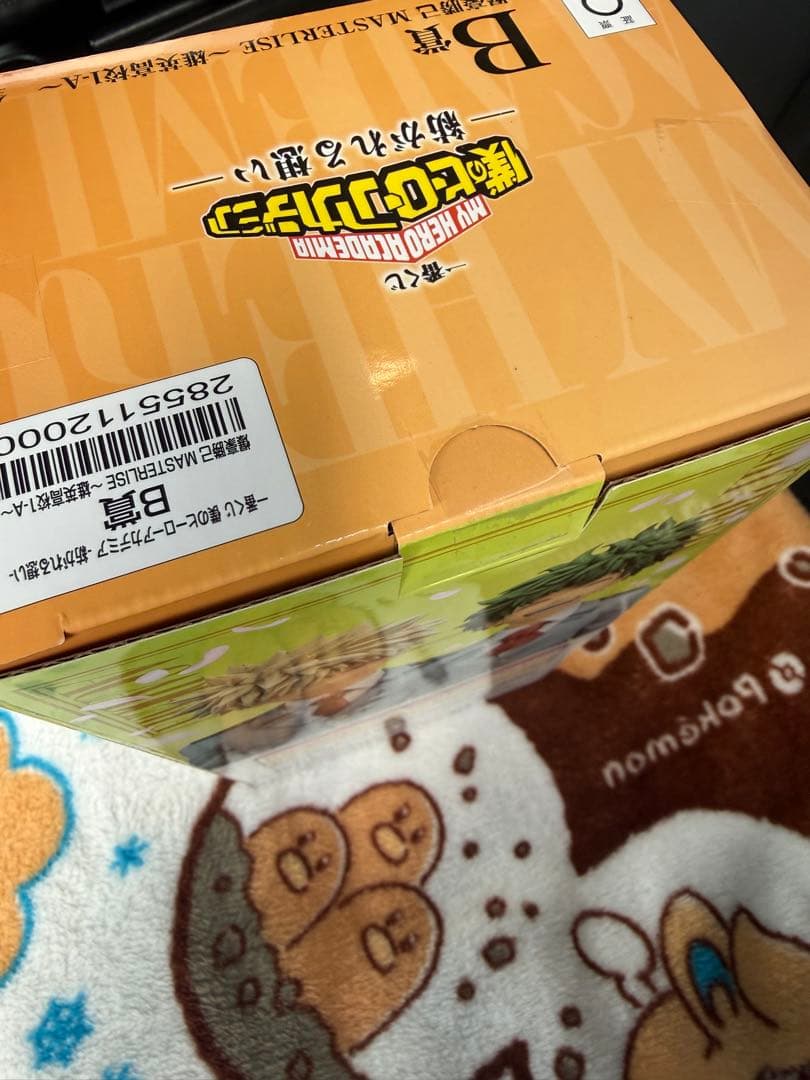 証票
B賞
爆豪勝己 MASTERLISE ～雄英高校1-A～
一番くじ
MY HERO ACADEMIA
僕のヒーローアカデミア
―紡がれる想い―
一番くじ 僕のヒーローアカデミア -紡がれる想い-
B賞
爆豪勝己 MASTERLISE ～雄英高校1-A～
2855112000
Pokémon